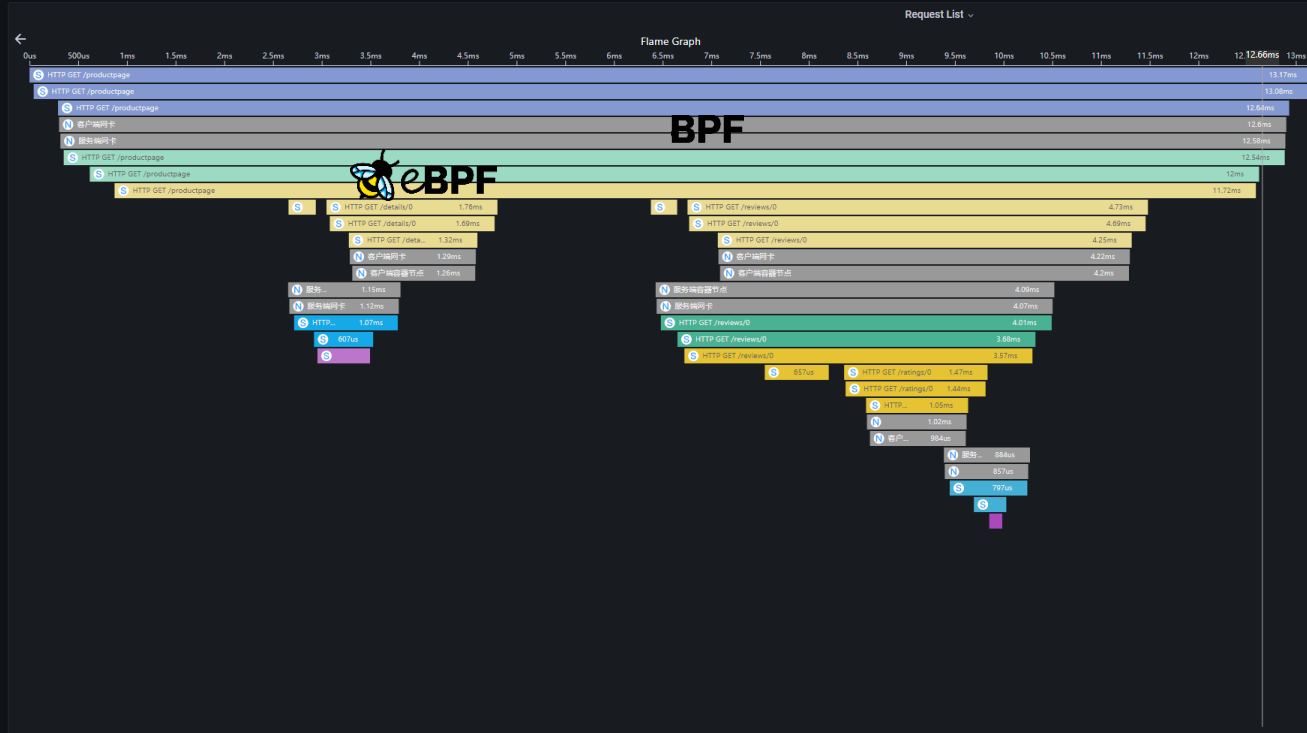 Request List
Flame Graph
0us 500us 1ms 1.5ms 2ms 2.5ms 3ms 3.5ms 4ms 4.5ms 5ms 5.5ms 6ms 6.5ms 7ms 7.5ms 8ms 8.5ms 9ms 9.5ms 10ms 10.5ms 11ms 11.5ms 12ms 12.66ms 13ms
S HTTP GET /productpage 13.17ms
S HTTP GET /productpage 13.08ms
S HTTP GET /productpage 12.64ms
N 客户端网卡 12.6ms
BPF
N 服务端网卡 12.58ms
S HTTP GET /productpage 12.54ms
S HTTP GET /productpage 12ms
eBPF
S HTTP GET /productpage 11.72ms
S S HTTP GET /details/0 1.76ms S S HTTP GET /reviews/0 4.73ms
S HTTP GET /details/0 1.69ms S HTTP GET /reviews/0 4.69ms
S HTTP GET /deta... 1.32ms S HTTP GET /reviews/0 4.25ms
N 客户端网卡 1.29ms N 客户端网卡 4.22ms
N 客户端容器节点 1.26ms N 客户端容器节点 4.2ms
N 服务... 1.15ms N 服务端容器节点 4.09ms
N 服务端网卡 1.12ms N 服务端网卡 4.07ms
S HTTP... 1.07ms S HTTP GET /reviews/0 4.01ms
S 607us S HTTP GET /reviews/0 3.68ms
S S HTTP GET /reviews/0 3.57ms
S 657us S HTTP GET /ratings/0 1.47ms
S HTTP GET /ratings/0 1.44ms
S HTTP... 1.05ms
N 1.02ms
N 客户... 984us
N 服务... 884us
N 857us
S 797us
S